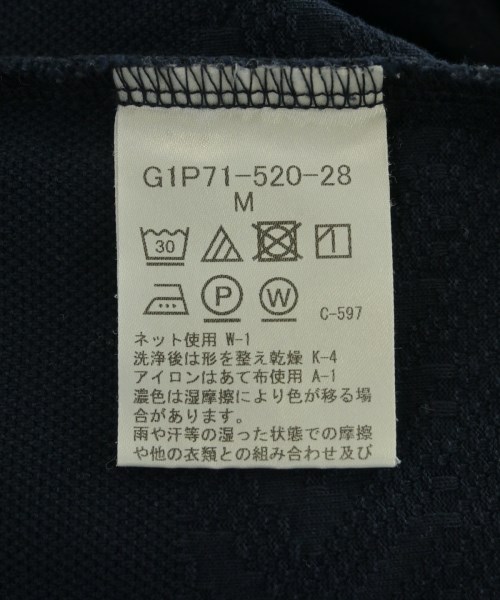 G1P71-520-28
M
30
P W C-597
ネット使用 W-1
洗浄後は形を整え乾燥 K-4
アイロンはあて布使用 A-1
濃色は湿摩擦により色が移る場
合があります。
雨や汗等の湿った状態での摩擦
や他の衣類との組み合わせ及び